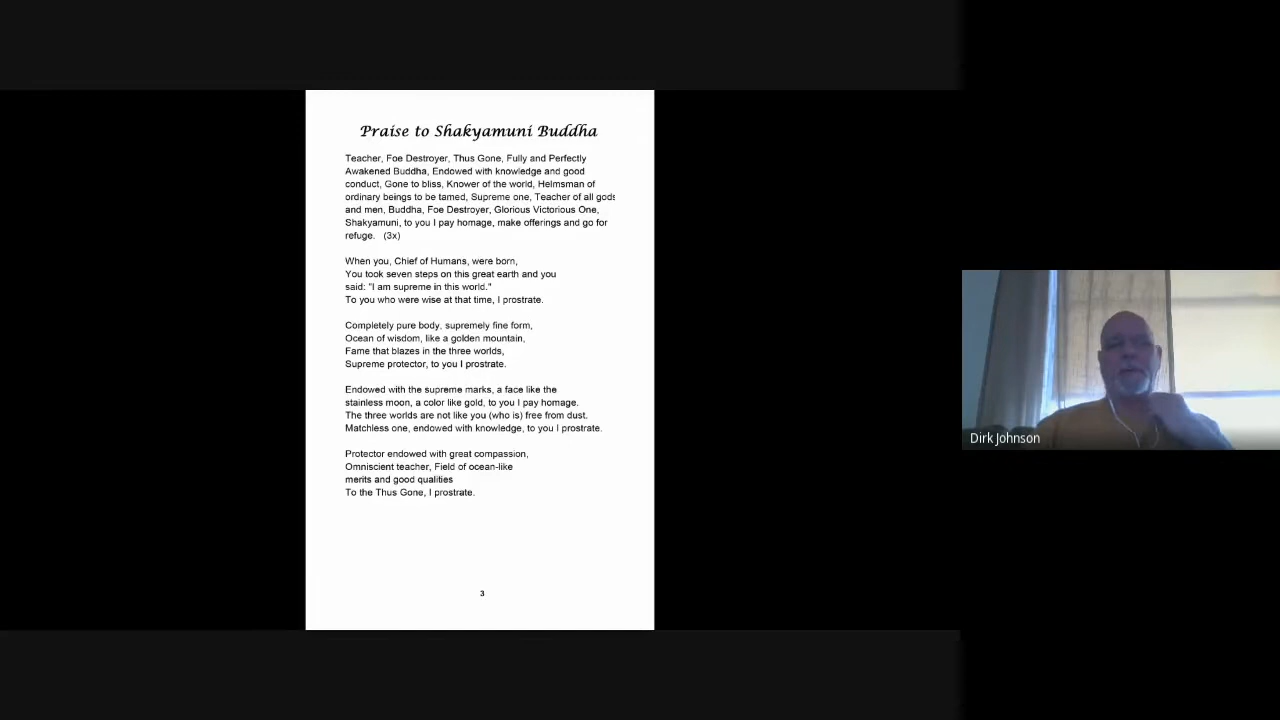 Praise to Shakyamuni Buddha
Teacher, Foe Destroyer, Thus Gone, Fully and Perfectly
Awakened Buddha, Endowed with knowledge and good
conduct, Gone to bliss, Knower of the world, Helmsman of
ordinary beings to be tamed, Supreme one, Teacher of all gods
and men, Buddha, Foe Destroyer, Glorious Victorious One,
Shakyamuni, to you I pay homage, make offerings and go for
refuge. (3x)
When you, Chief of Humans, were born,
You took seven steps on this great earth and you
said: "I am supreme in this world."
To you who were wise at that time, I prostrate.
Completely pure body, supremely fine form,
Ocean of wisdom, like a golden mountain,
Fame that blazes in the three worlds,
Supreme protector, to you I prostrate.
Endowed with the supreme marks, a face like the
stainless moon, a color like gold, to you I pay homage.
The three worlds are not like you (who is) free from dust.
Matchless one, endowed with knowledge, to you I prostrate.
Protector endowed with great compassion,
Omniscient teacher, Field of ocean-like
merits and good qualities
To the Thus Gone, I prostrate.
3
Dirk Johnson